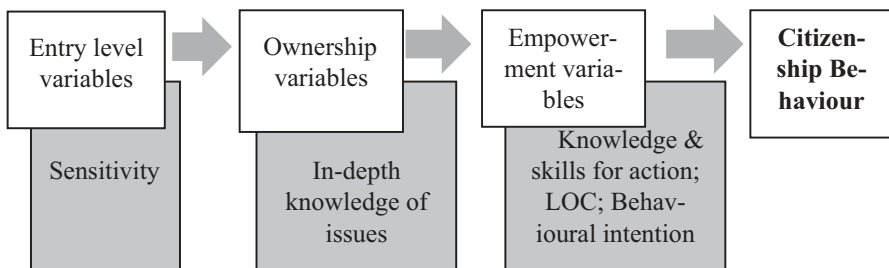 Entry level
variables
Sensitivity
Ownership
variables
In-depth
knowledge of
issues
Empower-
ment varia-
bles
Knowledge &
skills for action;
LOC; Behav-
ioural intention
Citizen-
ship Be-
haviour